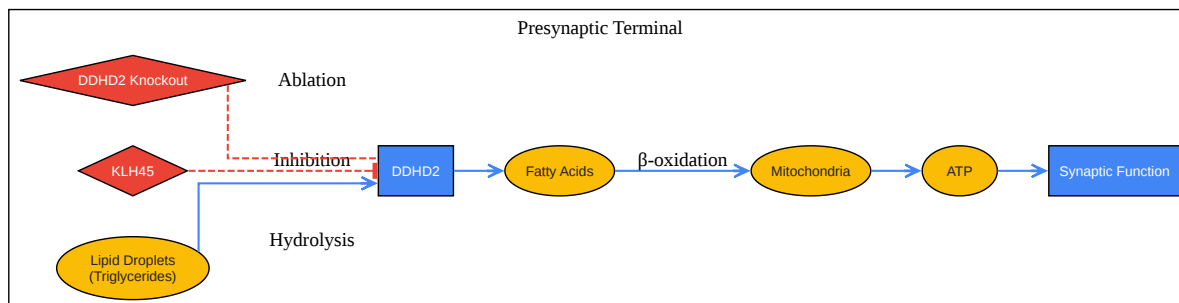 Presynaptic Terminal
DDHD2 Knockout
Ablation
KLH45
Inhibition
DDHD2
Fatty Acids
β-oxidation
Mitochondria
ATP
Synaptic Function
Hydrolysis
Lipid Droplets
(Triglycerides)